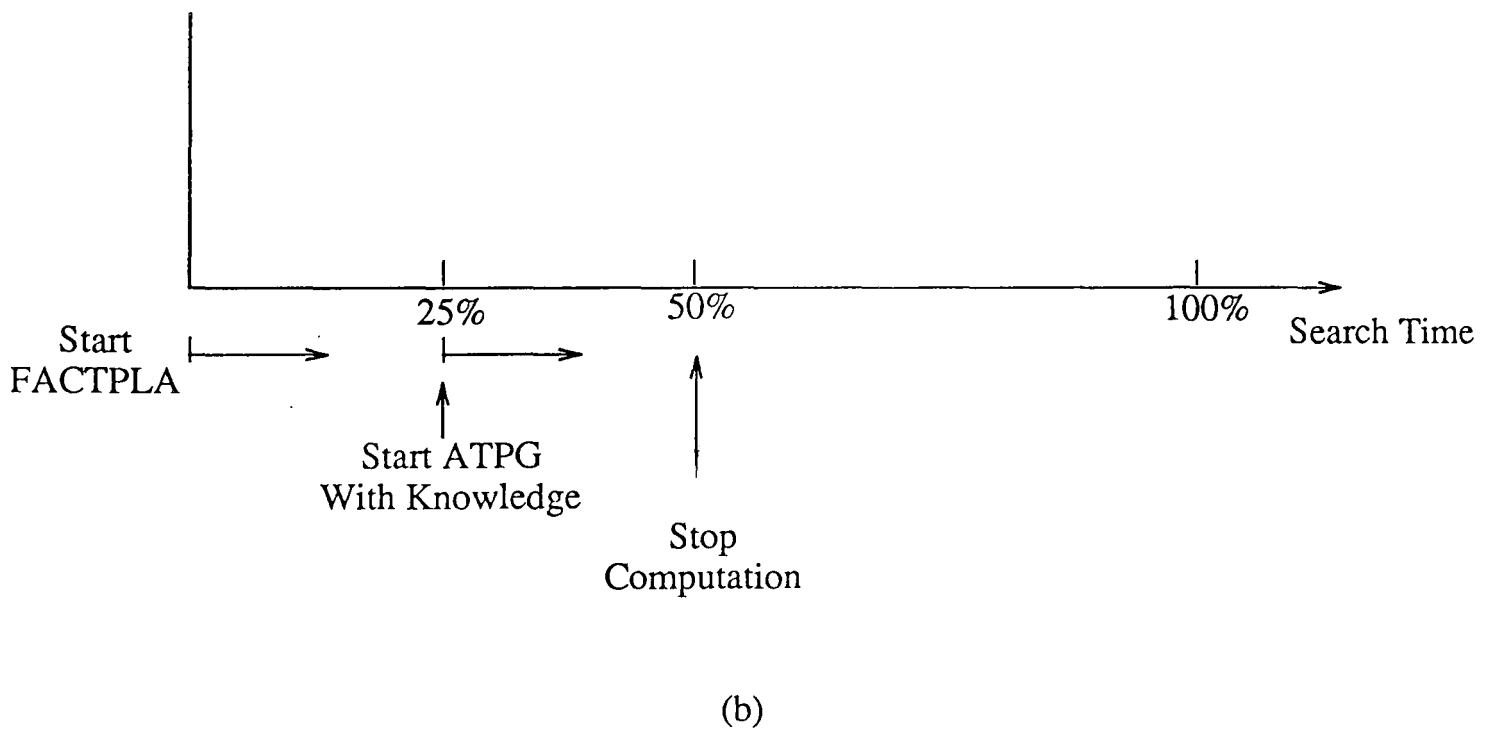 25%
50%
100%
Search Time
Start
FACTPLA
Start ATPG
With Knowledge
Stop
Computation
(b)